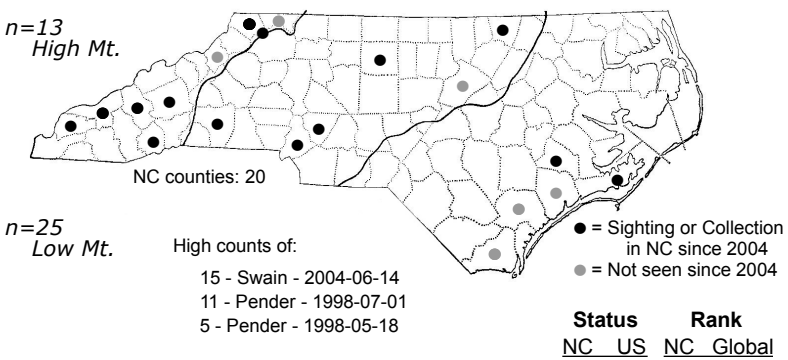 n=13
High Mt.
NC counties: 20
n=25
Low Mt.
High counts of:
15 - Swain - 2004-06-14
11 - Pender - 1998-07-01
5 - Pender - 1998-05-18
= Sighting or Collection
in NC since 2004
= Not seen since 2004
Status Rank
NC US NC Global